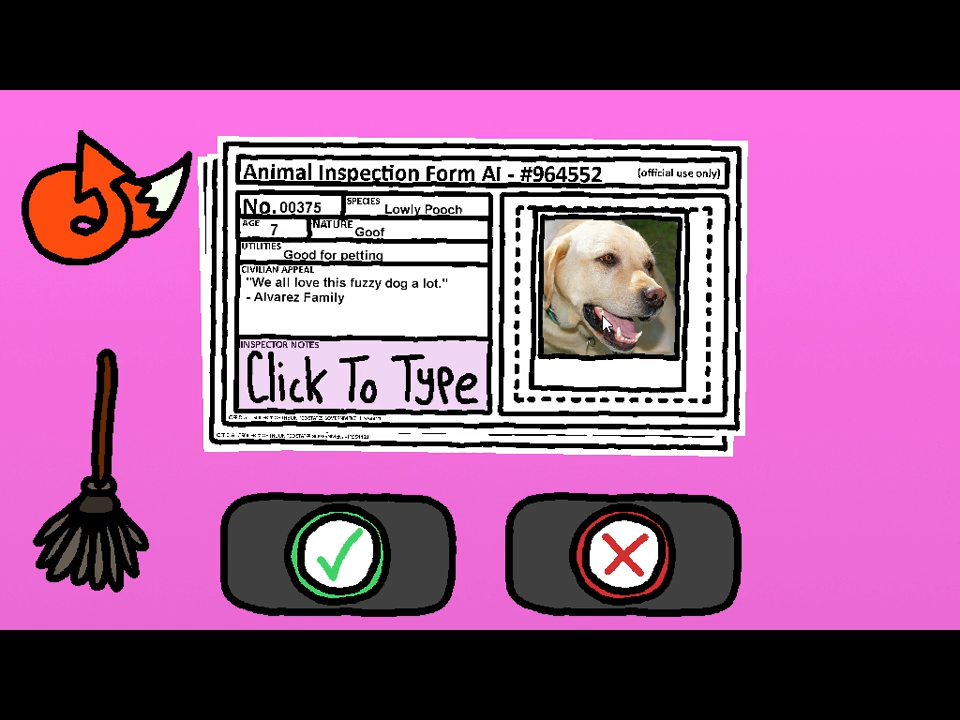 Animal Inspection Form AI - #964552 (official use only)
No. 00375 SPECIES Lowly Pooch
AGE 7 NATURE Goof
UTILITIES Good for petting
CIVILIAN APPEAL
"We all love this fuzzy dog a lot."
- Alvarez Family
INSPECTOR NOTES
Click To Type